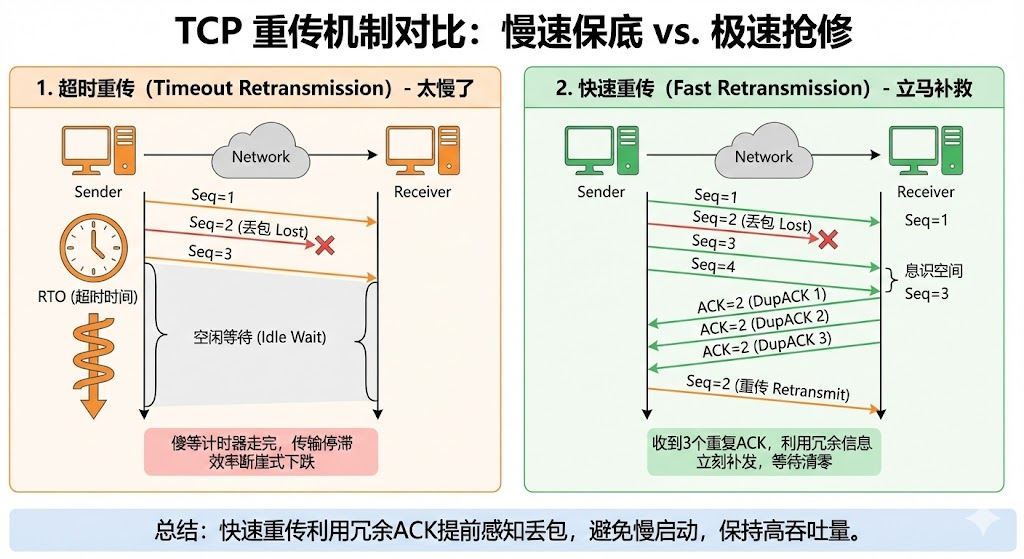 TCP 重传机制对比：慢速保底 vs. 极速抢修
1. 超时重传（Timeout Retransmission）- 太慢了
Network
Sender
Receiver
Seq=1
Seq=2 (丢包 Lost)
Seq=3
RTO (超时时间)
空闲等待 (Idle Wait)
傻等计时器走完，传输停滞
效率断崖式下跌
2. 快速重传（Fast Retransmission）- 立马补救
Network
Sender
Receiver
Seq=1
Seq=1
Seq=2 (丢包 Lost)
Seq=3
Seq=4
息识空间
Seq=3
ACK=2 (DupACK 1)
ACK=2 (DupACK 2)
ACK=2 (DupACK 3)
Seq=2 (重传 Retransmit)
收到3个重复ACK，利用冗余信息
立刻补发，等待清零
总结：快速重传利用冗余ACK提前感知丢包，避免慢启动，保持高吞吐量。